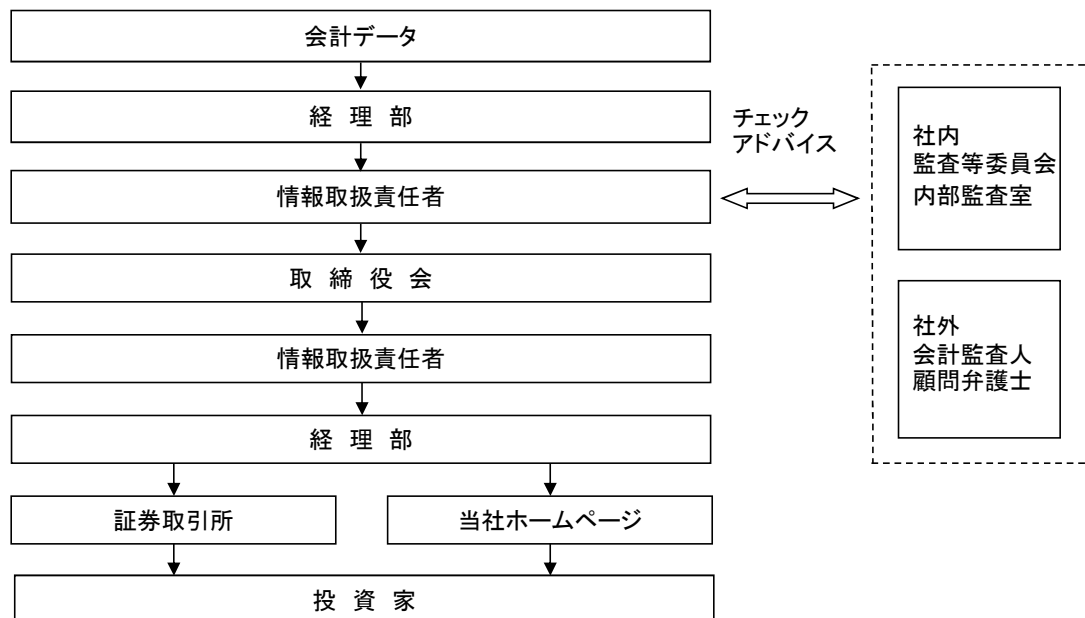 会計データ
経 理 部
チェック
アドバイス
情報取扱責任者
社内
監査等委員会
内部監査室
取 締 役 会
情報取扱責任者
社外
会計監査人
顧問弁護士
経 理 部
証券取引所
当社ホームページ
投 資 家